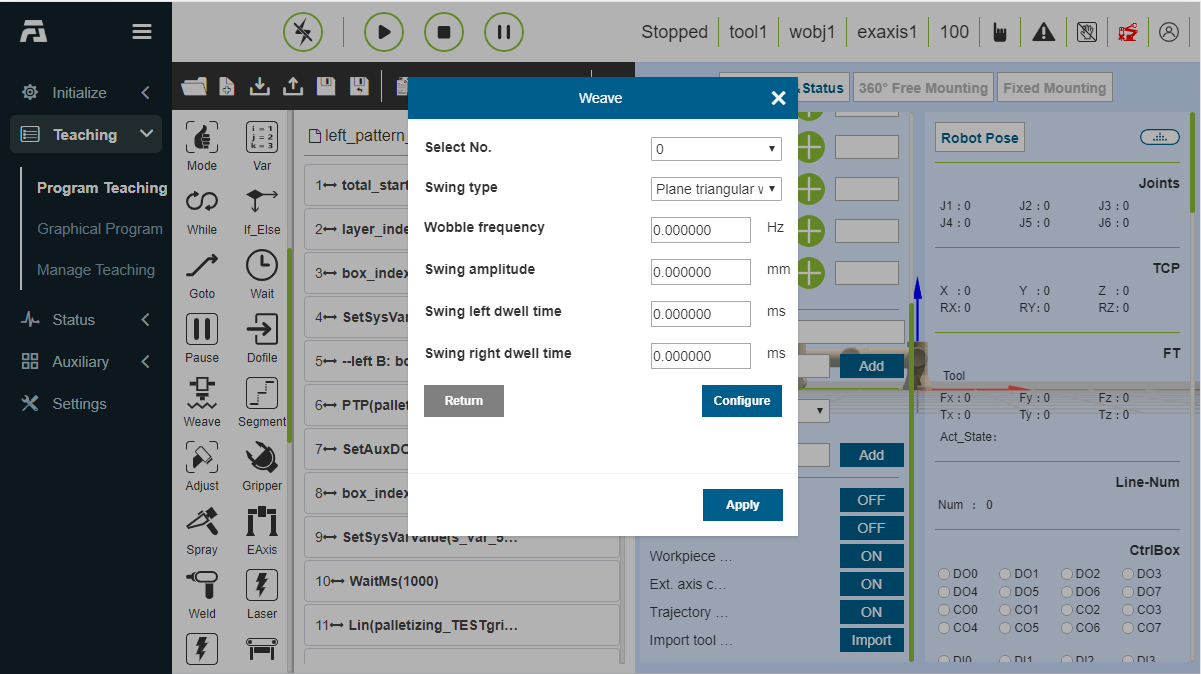 Stopped tool1 wobj1 exaxis1 100
Initialize
Teaching
Program Teaching
Graphical Program
Manage Teaching
Status
Auxiliary
Settings
Mode Var
i = 1
j = 2
k = 3
While If_Else
Goto Wait
Pause Dofile
Weave Segment
Adjust Gripper
Spray EAxis
Weld Laser
left_pattern_
1 total_start
2 layer_inde
3 box_index
4 SetSysVar
5 --left B: bo
6 PTP(pallet
7 SetAuxDO
8 box_index
9 SetSysVarValue(s_var_5...
10 WaitMs(1000)
11 Lin(palletizing_TESTgri...
Weave
Select No. 0
Swing type Plane triangular w
Wobble frequency 0.000000 Hz
Swing amplitude 0.000000 mm
Swing left dwell time 0.000000 ms
Swing right dwell time 0.000000 ms
Return Configure
Apply
Status 360° Free Mounting Fixed Mounting
Add
Add
OFF
OFF
Workpiece ... ON
Ext. axis c... ON
Trajectory ... ON
Import tool ... Import
Robot Pose
Joints
J1 : 0 J2 : 0 J3 : 0
J4 : 0 J5 : 0 J6 : 0
TCP
X : 0 Y : 0 Z : 0
RX: 0 RY: 0 RZ: 0
FT
Tool
Fx : 0 Fy : 0 Fz : 0
Tx : 0 Ty : 0 Tz : 0
Act_State:
Line-Num
Num : 0
CtrlBox
DO0 DO1 DO2 DO3
DO4 DO5 DO6 DO7
CO0 CO1 CO2 CO3
CO4 CO5 CO6 CO7
DI0 DI1 DI2 DI3